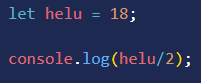 let helu = 18;
console.log(helu/2);